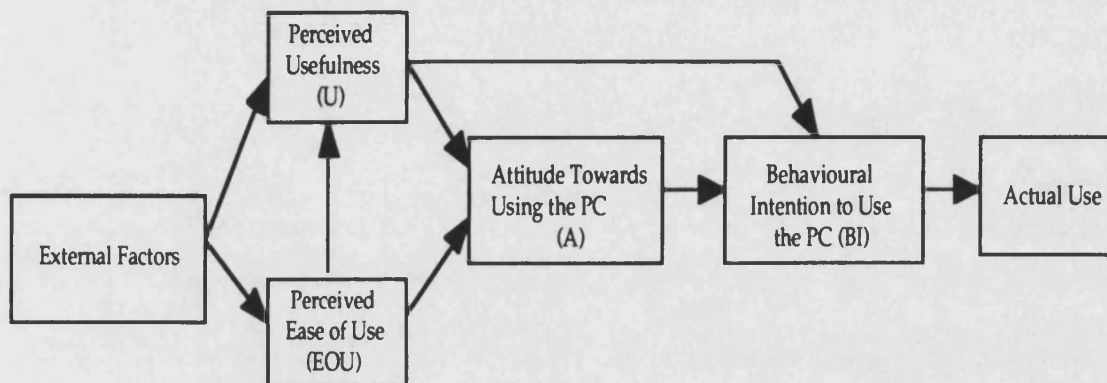 Perceived
Usefulness
(U)
External Factors
Perceived
Ease of Use
(EOU)
Attitude Towards
Using the PC
(A)
Behavioural
Intention to Use
the PC (BI)
Actual Use